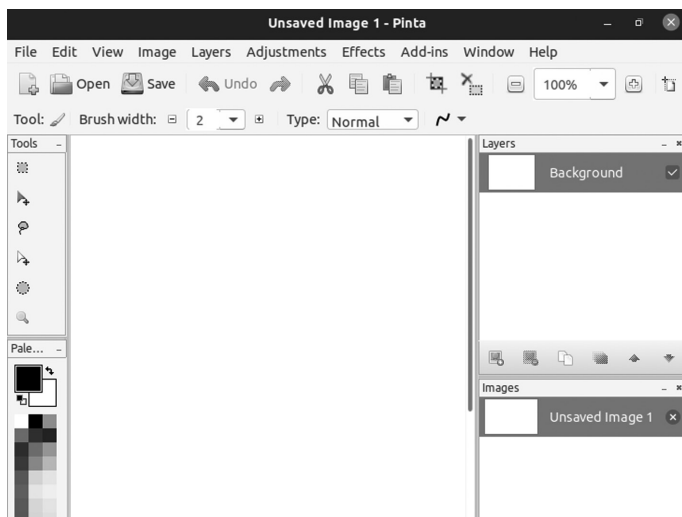 Unsaved Image 1 - Pinta
File Edit View Image Layers Adjustments Effects Add-ins Window Help
Open Save Undo 100%
Tool: Brush width: 2 Type: Normal
Tools
Layers
Background
Pale...
Images
Unsaved Image 1